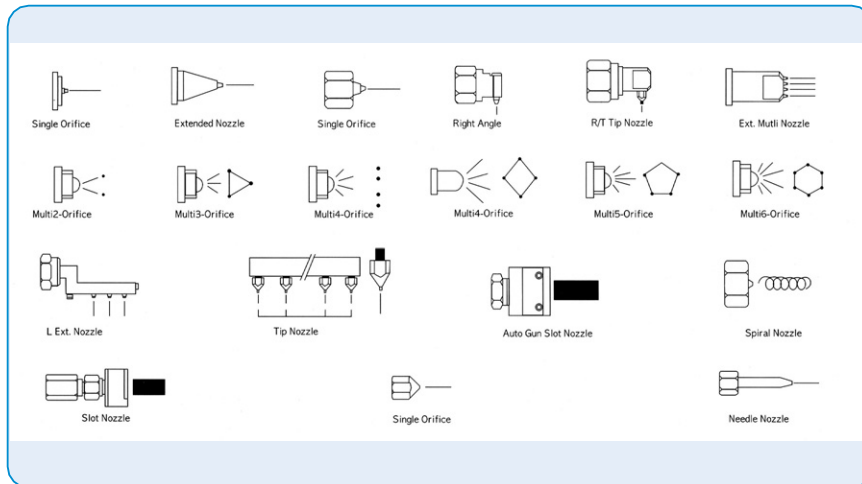 Single Orifice
Extended Nozzle
Single Orifice
Right Angle
R/T Tip Nozzle
Ext. Mutli Nozzle
Multi2-Orifice
Multi3-Orifice
Multi4-Orifice
Multi4-Orifice
Multi5-Orifice
Multi6-Orifice
L Ext. Nozzle
Tip Nozzle
Auto Gun Slot Nozzle
Spiral Nozzle
Slot Nozzle
Single Orifice
Needle Nozzle